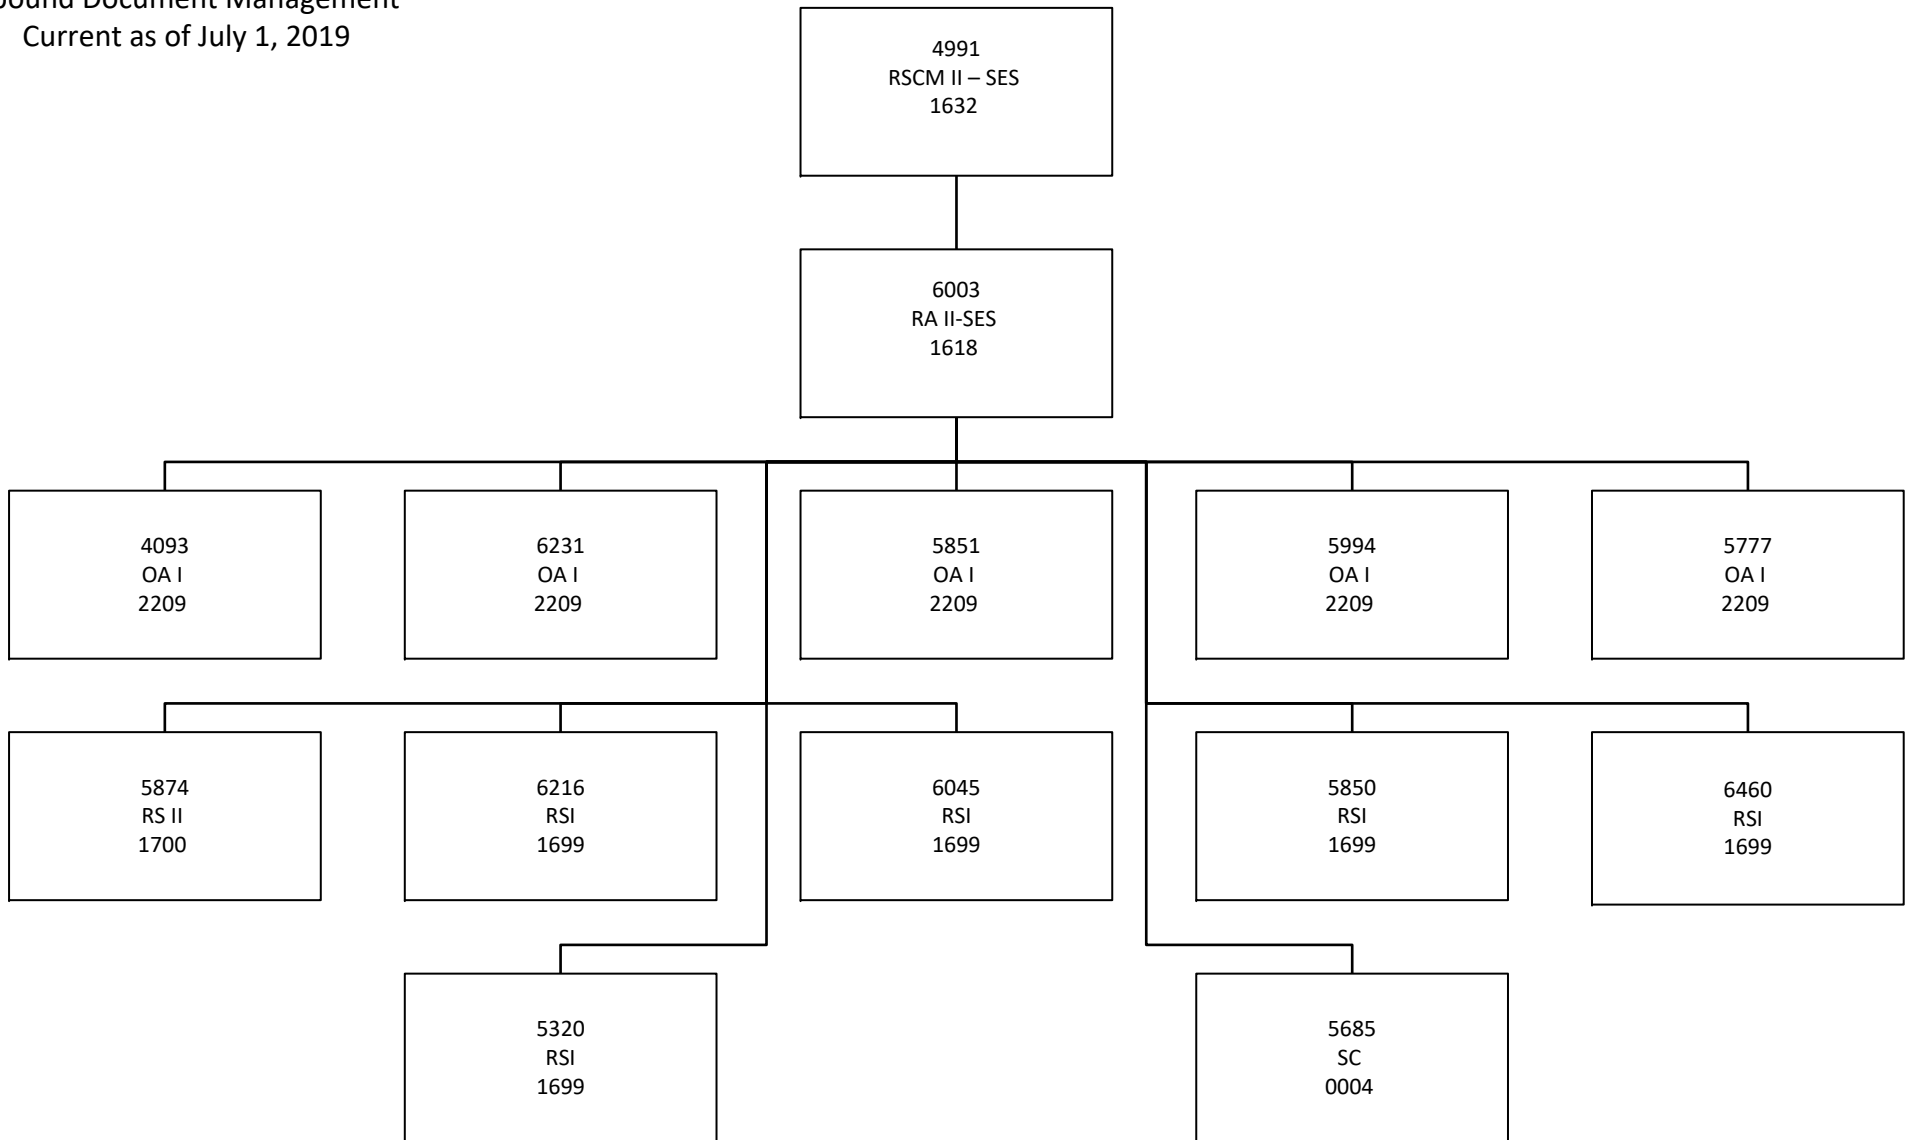 Document Management
Current as of July 1, 2019
4991
RSCM II – SES
1632
6003
RA II-SES
1618
4093
OA I
2209
6231
OA I
2209
5851
OA I
2209
5994
OA I
2209
5777
OA I
2209
5874
RS II
1700
6216
RSI
1699
6045
RSI
1699
5850
RSI
1699
6460
RSI
1699
5320
RSI
1699
5685
SC
0004